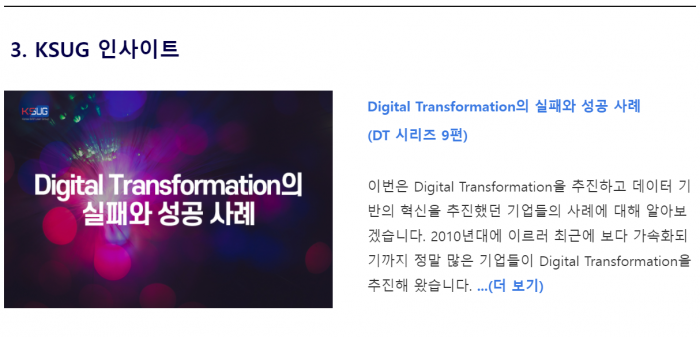 3. KSUG 인사이트
KSUG
Digital Transformation의
실패와 성공 사례
Digital Transformation의 실패와 성공 사례
(DT 시리즈 9편)
이번은 Digital Transformation을 추진하고 데이터 기
반의 혁신을 추진했던 기업들의 사례에 대해 알아보
겠습니다. 2010년대에 이르러 최근에 보다 가속화되
기까지 정말 많은 기업들이 Digital Transformation을
추진해 왔습니다. ...(더 보기)